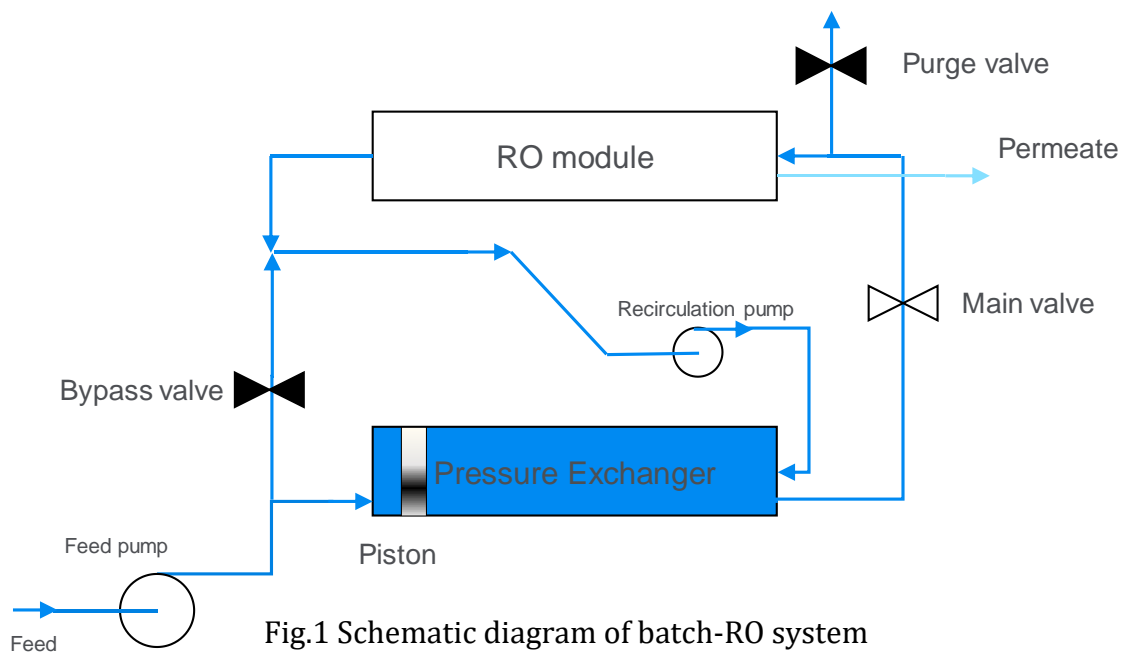 Purge valve
RO module
Permeate
Recirculation pump
Main valve
Bypass valve
Pressure Exchanger
Feed pump
Piston
Feed
Fig.1 Schematic diagram of batch-RO system